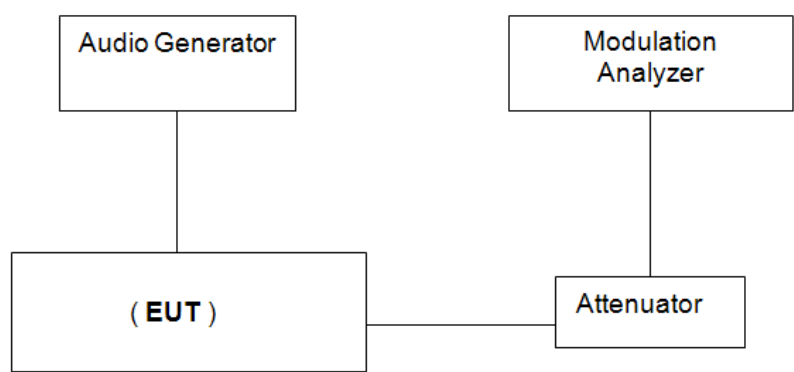 Audio Generator
Modulation
Analyzer
( EUT )
Attenuator